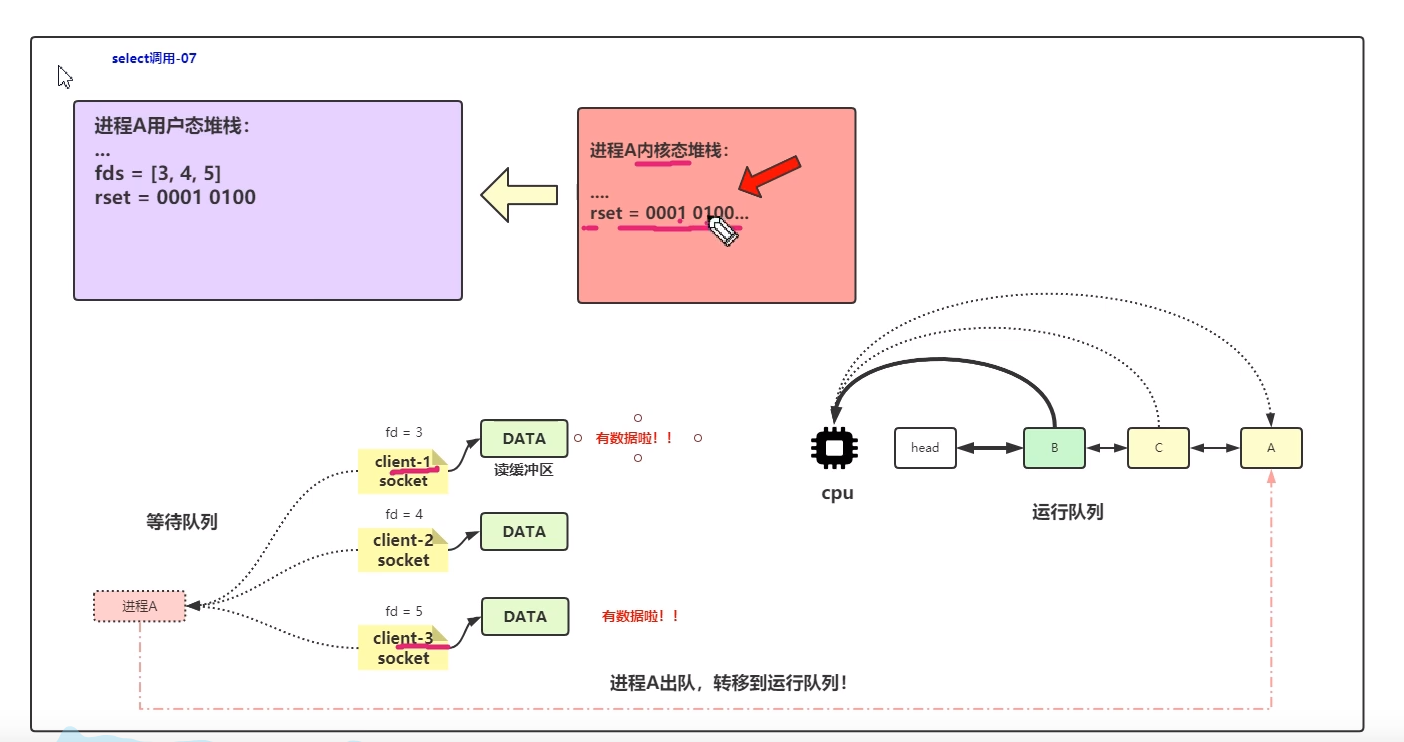 select调用-07
进程A用户态堆栈：
...
fds = [3, 4, 5]
rset = 0001 0100
进程A内核态堆栈：
....
rset = 0001 0100...
fd = 3
client-1
socket
DATA
读缓冲区
有数据啦！！
fd = 4
client-2
socket
DATA
等待队列
进程A
fd = 5
client-3
socket
DATA
有数据啦！！
cpu
head
B
C
A
运行队列
进程A出队，转移到运行队列！